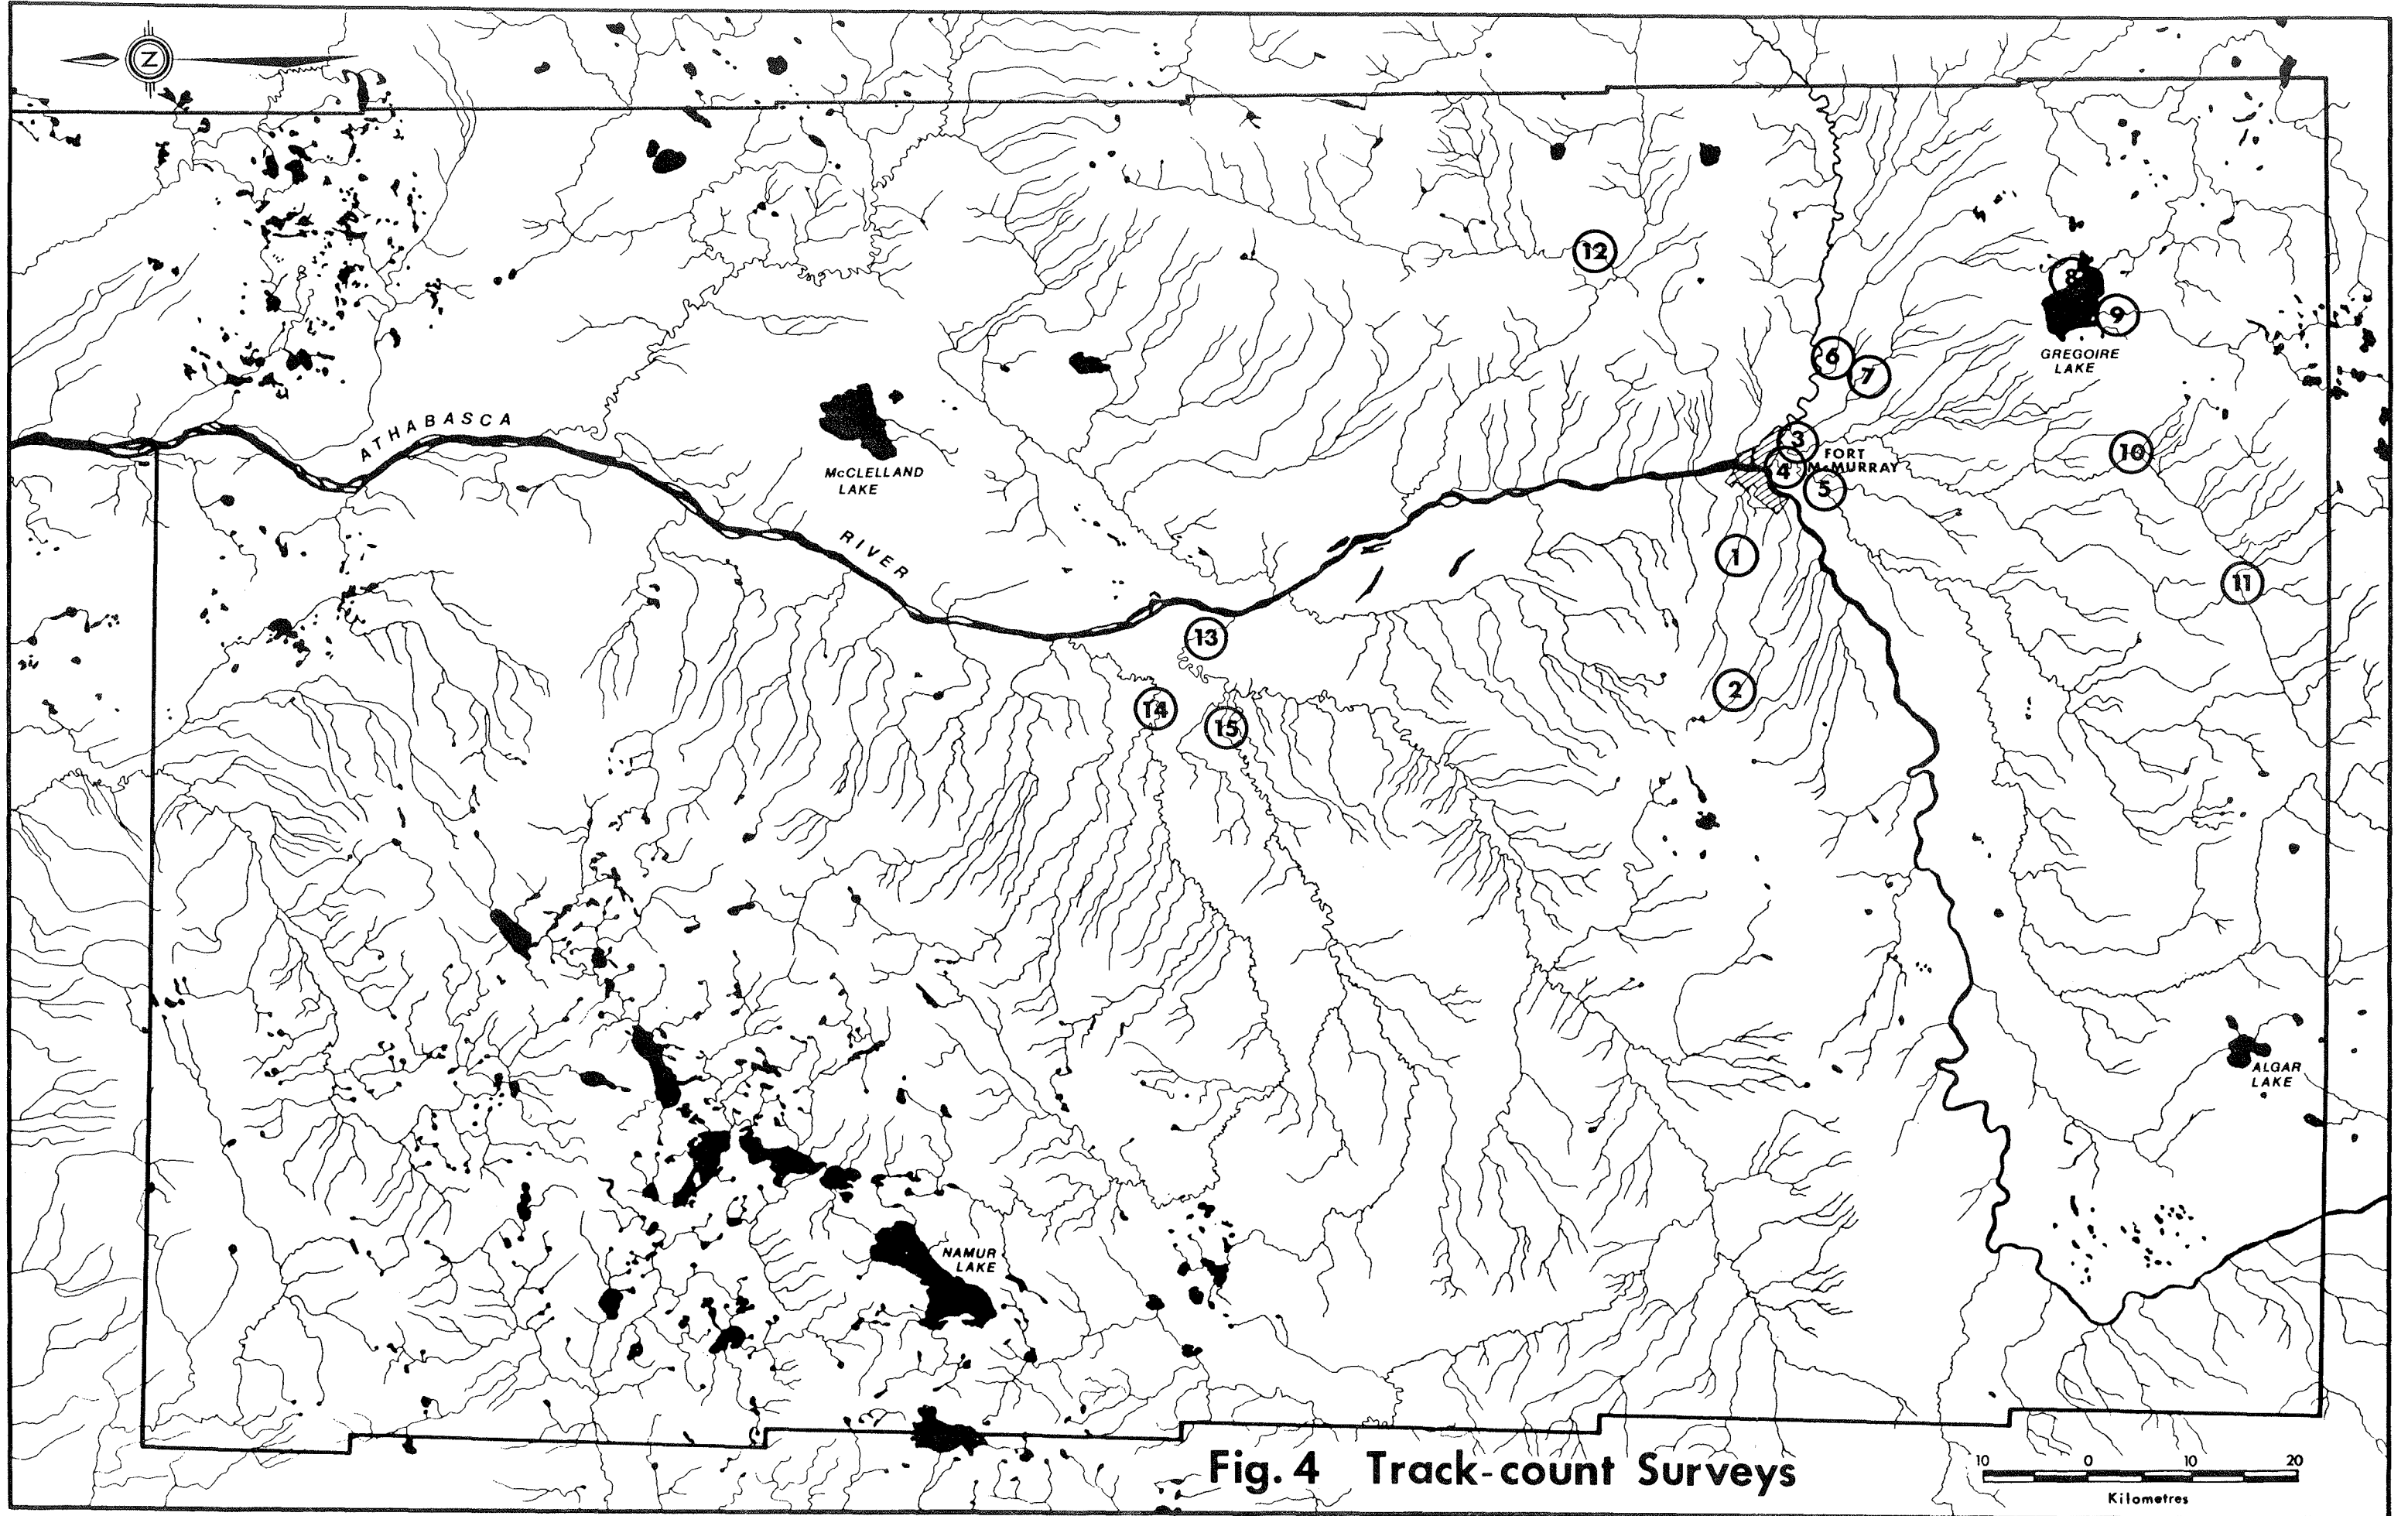 N
12
8
9
GREGOIRE
LAKE
6
7
ATHABASCA
McCLELLAND
LAKE
3
FORT
McMURRAY
4
5
10
RIVER
1
11
13
2
14
15
ALGAR
LAKE
NAMUR
LAKE
Fig. 4 Track-count Surveys
10 0 10 20
Kilometres